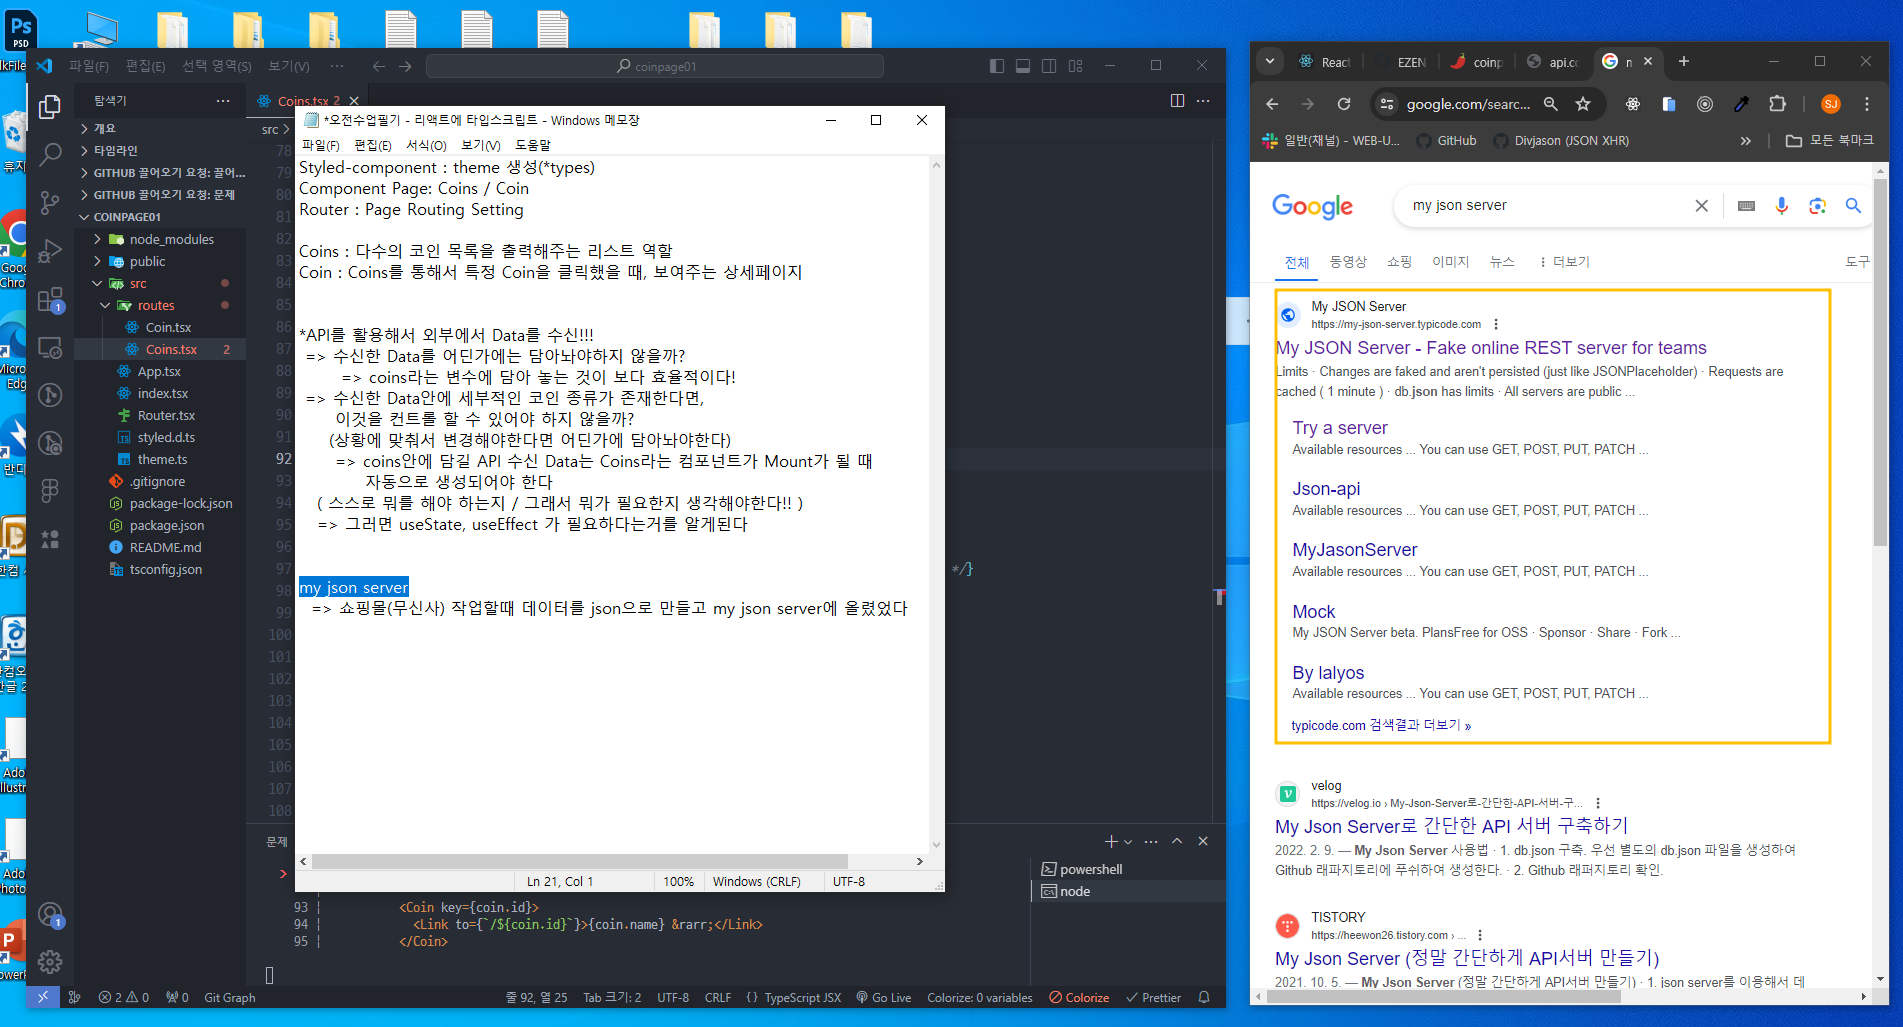 파일(F) 편집(E) 선택 영역(S) 보기(V) ··· coinpage01
탐색기 ···
개요
타임라인
GITHUB 끌어오기 요청: 끌어...
GITHUB 끌어오기 요청: 문제
COINPAGE01
node_modules
public
src
routes
Coin.tsx
Coins.tsx 2
App.tsx
index.tsx
Router.tsx
styled.d.ts
theme.ts
.gitignore
package-lock.json
package.json
README.md
tsconfig.json
Coins.tsx 2
src >
78
79
80
81
82
83
84
85
86
87
88
89
90
91
92
93
94
95
96
97
98
99
100
101
102
103
104
105
106
107
108
*/}
*오전수업필기 - 리액트에 타입스크립트 - Windows 메모장
파일(F) 편집(E) 서식(O) 보기(V) 도움말
Styled-component : theme 생성(*types)
Component Page: Coins / Coin
Router : Page Routing Setting
Coins : 다수의 코인 목록을 출력해주는 리스트 역할
Coin : Coins를 통해서 특정 Coin을 클릭했을 때, 보여주는 상세페이지
*API를 활용해서 외부에서 Data를 수신!!!
=> 수신한 Data를 어딘가에는 담아놔야하지 않을까?
=> coins라는 변수에 담아 놓는 것이 보다 효율적이다!
=> 수신한 Data안에 세부적인 코인 종류가 존재한다면,
이것을 컨트롤 할 수 있어야 하지 않을까?
(상황에 맞춰서 변경해야한다면 어딘가에 담아놔야한다)
=> coins안에 담길 API 수신 Data는 Coins라는 컴포넌트가 Mount가 될 때
자동으로 생성되어야 한다
( 스스로 뭐를 해야 하는지 / 그래서 뭐가 필요한지 생각해야한다!! )
=> 그러면 useState, useEffect 가 필요하다는거를 알게된다
my json server
=> 쇼핑몰(무신사) 작업할때 데이터를 json으로 만들고 my json server에 올렸었다
Ln 21, Col 1 100% Windows (CRLF) UTF-8
문제
powershell
node
93 <Coin key={coin.id}>
94 <Link to={`/${coin.id}`}>{coin.name} &rarr;</Link>
95 </Coin>
2 0 0 Git Graph 줄 92, 열 25 Tab 크기: 2 UTF-8 CRLF {} TypeScript JSX Go Live Colorize: 0 variables Colorize Prettier
React EZEN coinp api.cc n
google.com/searc... SJ
일반(채널) - WEB-U... GitHub Divjason (JSON XHR) » 모든 북마크
Google my json server
전체 동영상 쇼핑 이미지 뉴스 더보기 도구
My JSON Server
https://my-json-server.typicode.com
My JSON Server - Fake online REST server for teams
Limits · Changes are faked and aren't persisted (just like JSONPlaceholder) · Requests are
cached ( 1 minute ) · db.json has limits · All servers are public ...
Try a server
Available resources ... You can use GET, POST, PUT, PATCH ...
Json-api
Available resources ... You can use GET, POST, PUT, PATCH ...
MyJasonServer
Available resources ... You can use GET, POST, PUT, PATCH ...
Mock
My JSON Server beta. PlansFree for OSS · Sponsor · Share · Fork ...
By lalyos
Available resources ... You can use GET, POST, PUT, PATCH ...
typicode.com 검색결과 더보기 »
velog
https://velog.io › My-Json-Server로-간단한-API-서버-구...
My Json Server로 간단한 API 서버 구축하기
2022. 2. 9. — My Json Server 사용법 · 1. db.json 구축. 우선 별도의 db.json 파일을 생성하여
Github 래파지토리에 푸쉬하여 생성한다. · 2. Github 래퍼지토리 확인.
TISTORY
https://heewon26.tistory.com › ...
My Json Server (정말 간단하게 API서버 만들기)
2021. 10. 5. — My Json Server (정말 간단하게 API서버 만들기) · 1. json server를 이용해서 데